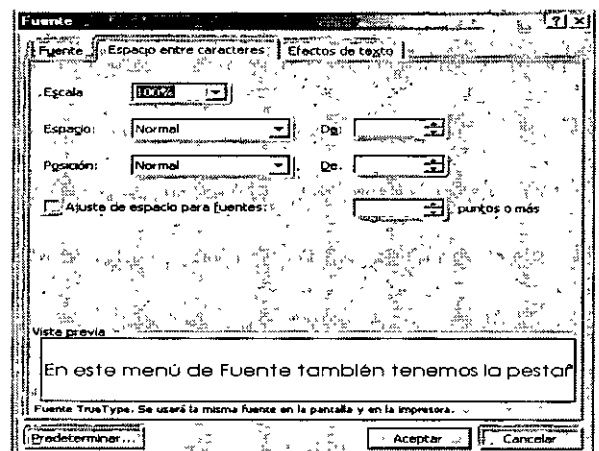 Fuente
Fuente Espacio entre caracteres Efectos de texto
Escala 100%
Espacio: Normal De:
Posición: Normal De:
Ajuste de espacio para fuentes: puntos o más
Vista previa
En este menú de Fuente también tenemos la pestañ
Fuente TrueType. Se usará la misma fuente en la pantalla y en la impresora.
Predeterminar... Aceptar Cancelar